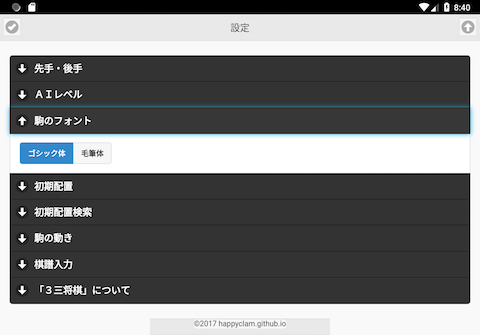 8:40
設定
先手・後手
ＡＩレベル
駒のフォント
ゴシック体 毛筆体
初期配置
初期配置検索
駒の動き
棋譜入力
「３三将棋」について
©2017 happyclam.github.io